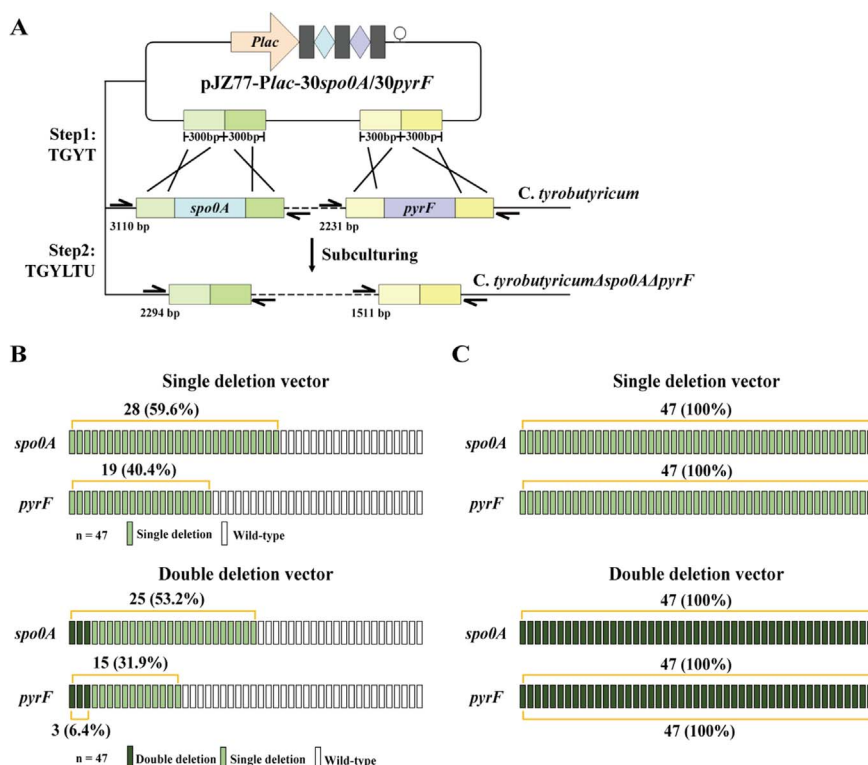 A
Plac
pJZ77-Plac-30spo0A/30pyrF
300bp 300bp 300bp 300bp
Step1:
TGYT
spo0A pyrF C. tyrobutyricum
3110 bp 2231 bp
Step2:
TGYLTU
Subculturing
C. tyrobutyricumΔspo0AΔpyrF
2294 bp 1511 bp
B
Single deletion vector
28 (59.6%)
spo0A
19 (40.4%)
pyrF
n = 47 Single deletion Wild-type
Double deletion vector
25 (53.2%)
spo0A
15 (31.9%)
pyrF
3 (6.4%)
n = 47 Double deletion Single deletion Wild-type
C
Single deletion vector
47 (100%)
spo0A
47 (100%)
pyrF
Double deletion vector
47 (100%)
spo0A
47 (100%)
pyrF
47 (100%)